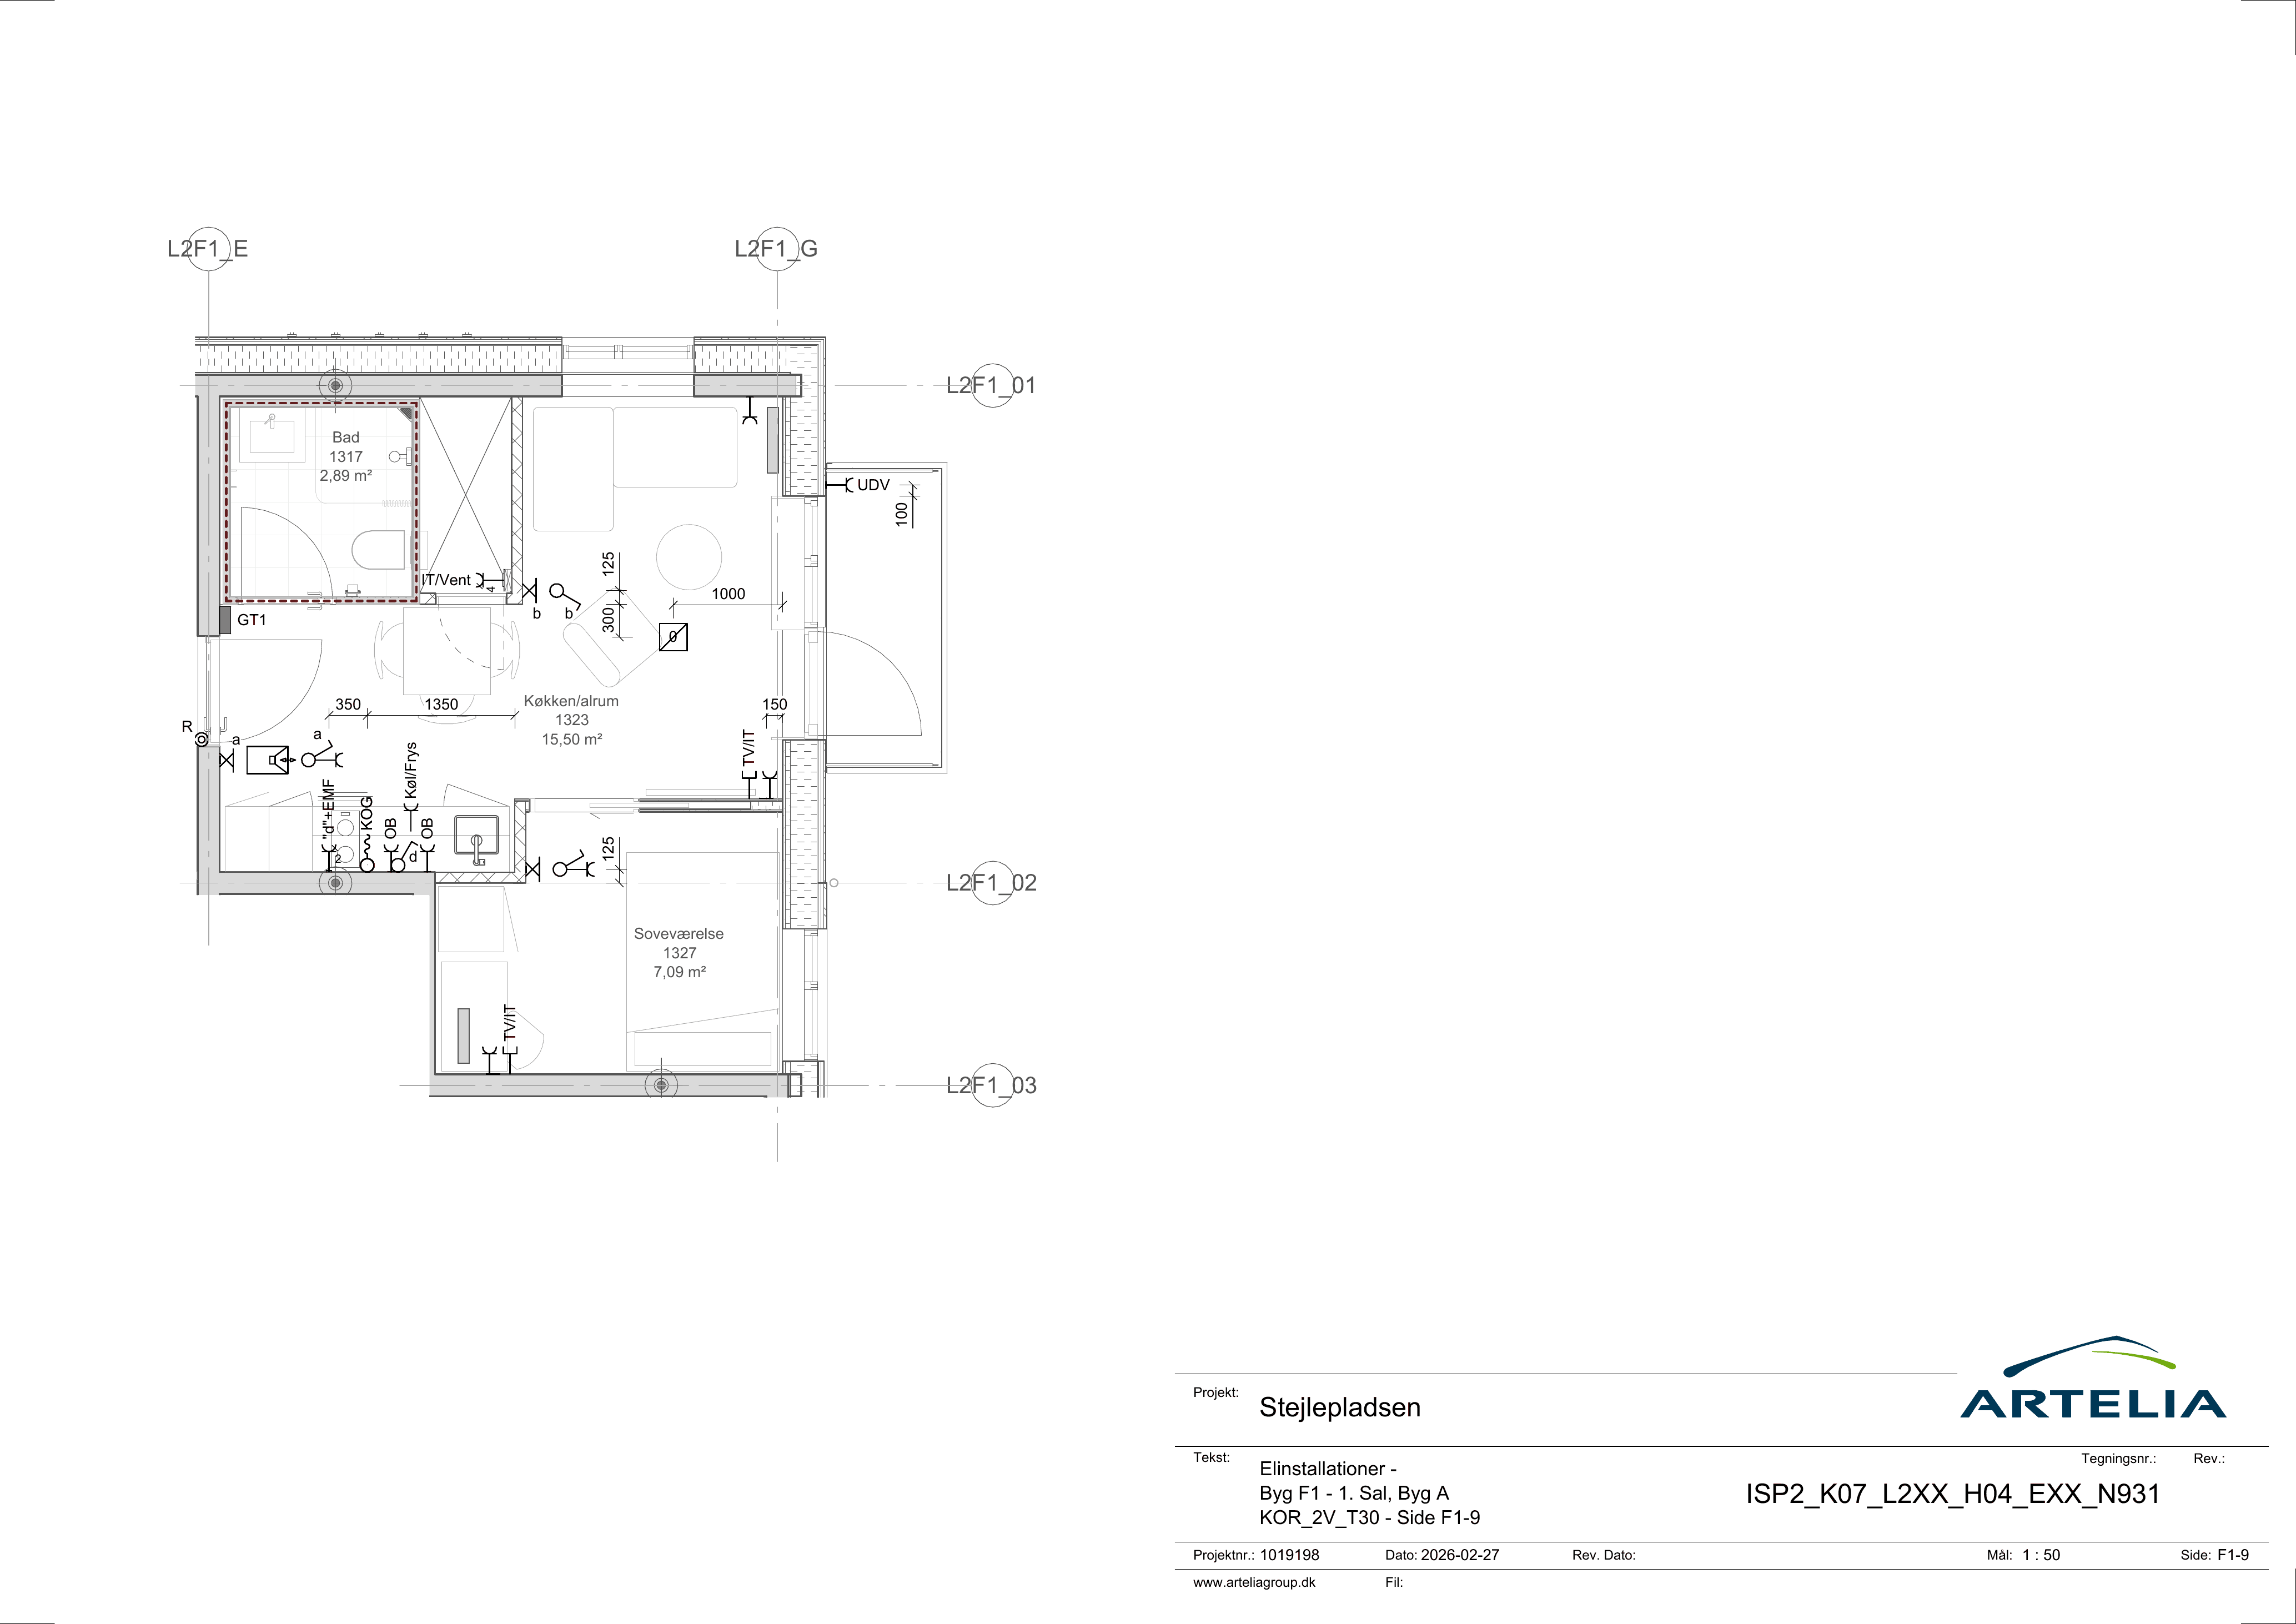 L2F1_E
L2F1_G
L2F1_01
Bad
1317
2,89 m²
UDV
100
IT/Vent
4
125
b
b
1000
300
GT1
0
350
1350
Køkken/alrum
1323
15,50 m²
150
R
a
a
TV/IT
Køl/Frys
"d"+EMF
KOG
OB
OB
2
d
125
L2F1_02
Soveværelse
1327
7,09 m²
TV/IT
L2F1_03
Projekt:
Stejlepladsen
ARTELIA
Tekst:
Elinstallationer -
Byg F1 - 1. Sal, Byg A
KOR_2V_T30 - Side F1-9
Tegningsnr.:
Rev.:
ISP2_K07_L2XX_H04_EXX_N931
Projektnr.: 1019198
Dato: 2026-02-27
Rev. Dato:
Mål: 1 : 50
Side: F1-9
www.arteliagroup.dk
Fil: